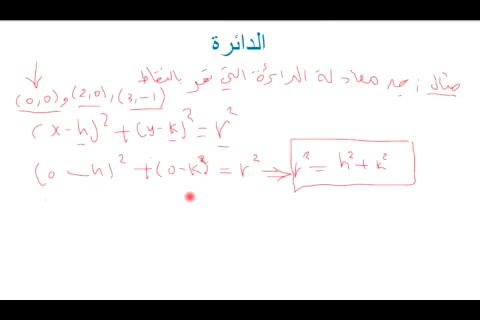 الدائرة
مثال: جد معادلة الدائرة التي تمر بالنقاط
(0,0) و (2,0), (3,-1)
(x-h)² + (y-k)² = r²
(0-h)² + (0-k)² = r² ⇒ r² = h² + k²